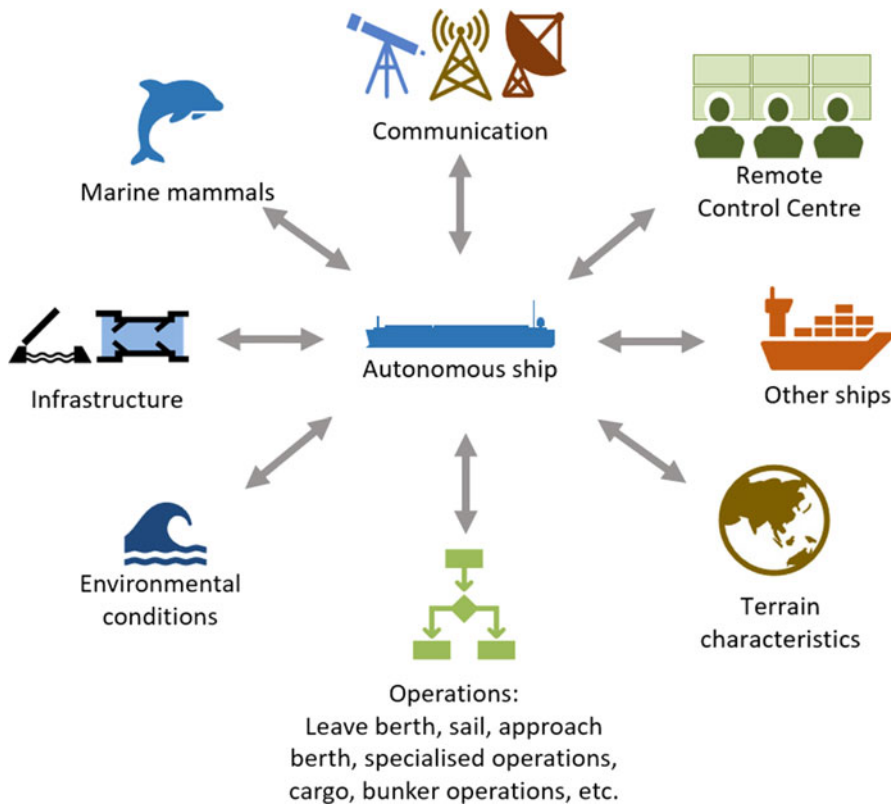 Communication
Marine mammals
Remote
Control Centre
Autonomous ship
Infrastructure
Other ships
Environmental
conditions
Terrain
characteristics
Operations:
Leave berth, sail, approach
berth, specialised operations,
cargo, bunker operations, etc.